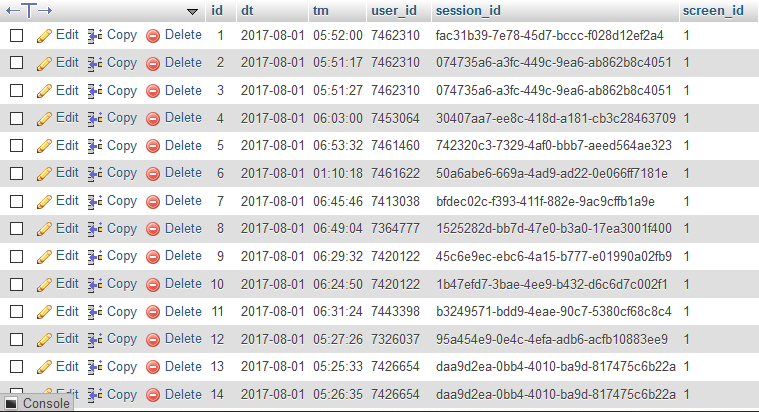 id dt tm user_id session_id screen_id
Edit Copy Delete 1 2017-08-01 05:52:00 7462310 fac31b39-7e78-45d7-bccc-f028d12ef2a4 1
Edit Copy Delete 2 2017-08-01 05:51:17 7462310 074735a6-a3fc-449c-9ea6-ab862b8c4051 1
Edit Copy Delete 3 2017-08-01 05:51:27 7462310 074735a6-a3fc-449c-9ea6-ab862b8c4051 1
Edit Copy Delete 4 2017-08-01 06:03:00 7453064 30407aa7-ee8c-418d-a181-cb3c28463709 1
Edit Copy Delete 5 2017-08-01 06:53:32 7461460 742320c3-7329-4af0-bbb7-aeed564ae323 1
Edit Copy Delete 6 2017-08-01 01:10:18 7461622 50a6abe6-669a-4ad9-ad22-0e066ff7181e 1
Edit Copy Delete 7 2017-08-01 06:45:46 7413038 bfdec02c-f393-411f-882e-9ac9cffb1a9e 1
Edit Copy Delete 8 2017-08-01 06:49:04 7364777 1525282d-bb7d-47e0-b3a0-17ea3001f400 1
Edit Copy Delete 9 2017-08-01 06:29:32 7420122 45c6e9ec-ebc6-4a15-b777-e01990a02fb9 1
Edit Copy Delete 10 2017-08-01 06:24:50 7420122 1b47efd7-3bae-4ee9-b432-d6c6d7c002f1 1
Edit Copy Delete 11 2017-08-01 06:31:24 7443398 b3249571-bdd9-4eae-90c7-5380cf68c8c4 1
Edit Copy Delete 12 2017-08-01 05:27:26 7326037 95a454e9-0e4c-4efa-adb6-acfb10883ee9 1
Edit Copy Delete 13 2017-08-01 05:25:33 7426654 daa9d2ea-0bb4-4010-ba9d-817475c6b22a 1
Edit Copy Delete 14 2017-08-01 05:26:35 7426654 daa9d2ea-0bb4-4010-ba9d-817475c6b22a 1
Console